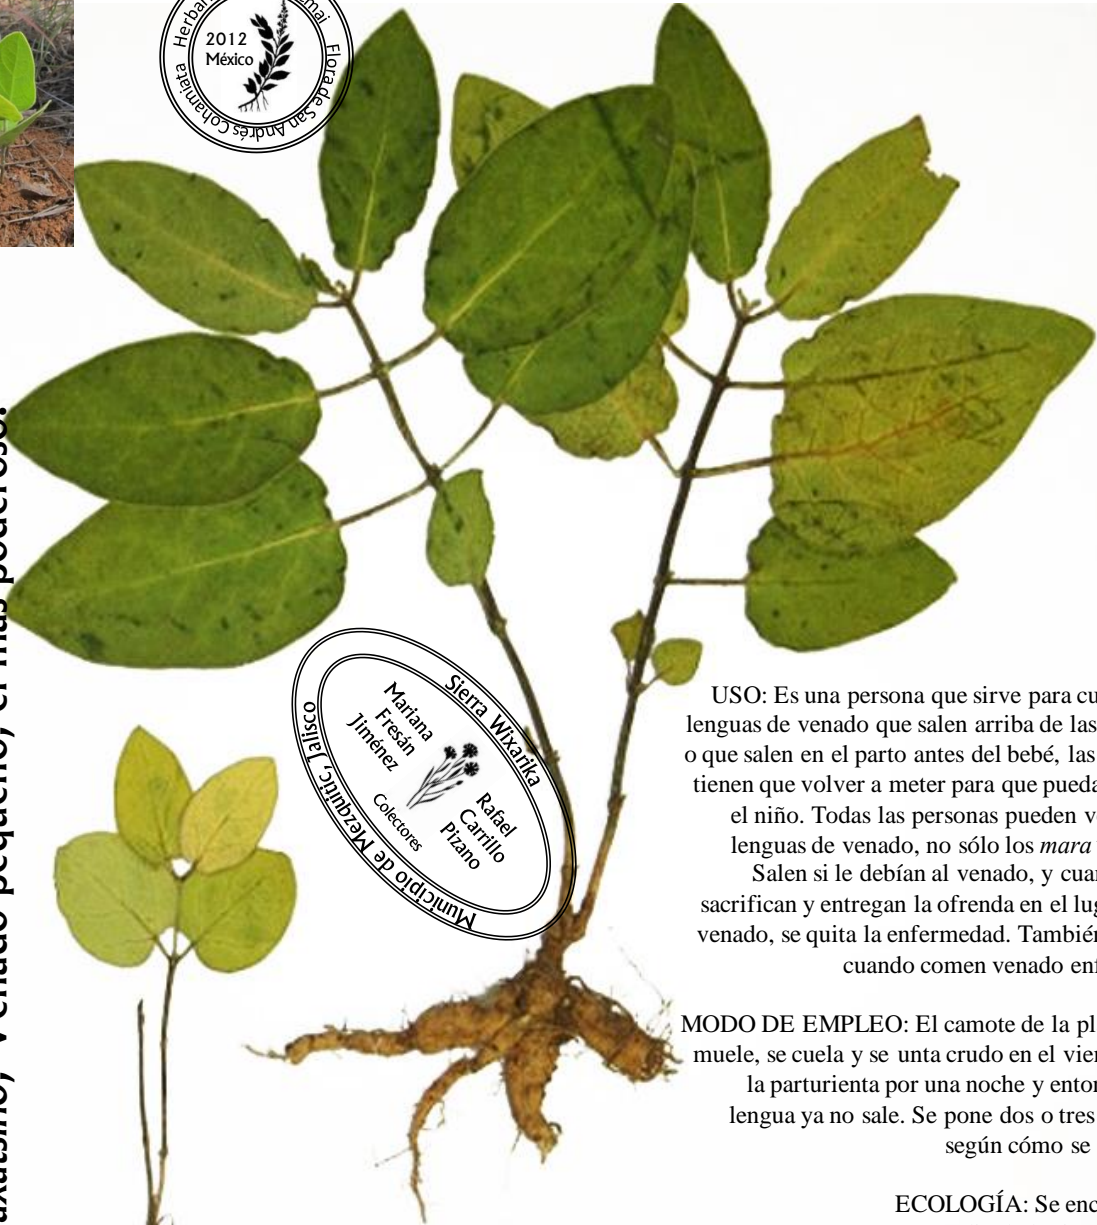 2012
México
Flora de San Andrés Cohamiata
venado pequeño, el más poderoso.
Sierra Wixarika
Mariana
Fresán
Jiménez
Colectores
Rafael
Carrillo
Pizano
Municipio de Mezquitic, Jalisco
USO: Es una persona que sirve para cu
lenguas de venado que salen arriba de las
o que salen en el parto antes del bebé, las
tienen que volver a meter para que pueda
el niño. Todas las personas pueden v
lenguas de venado, no sólo los mara
Salen si le debían al venado, y cuan
sacrifican y entregan la ofrenda en el lug
venado, se quita la enfermedad. También
cuando comen venado enf
MODO DE EMPLEO: El camote de la pl
muele, se cuela y se unta crudo en el vien
la parturienta por una noche y enton
lengua ya no sale. Se pone dos o tres
según cómo se
ECOLOGÍA: Se enc